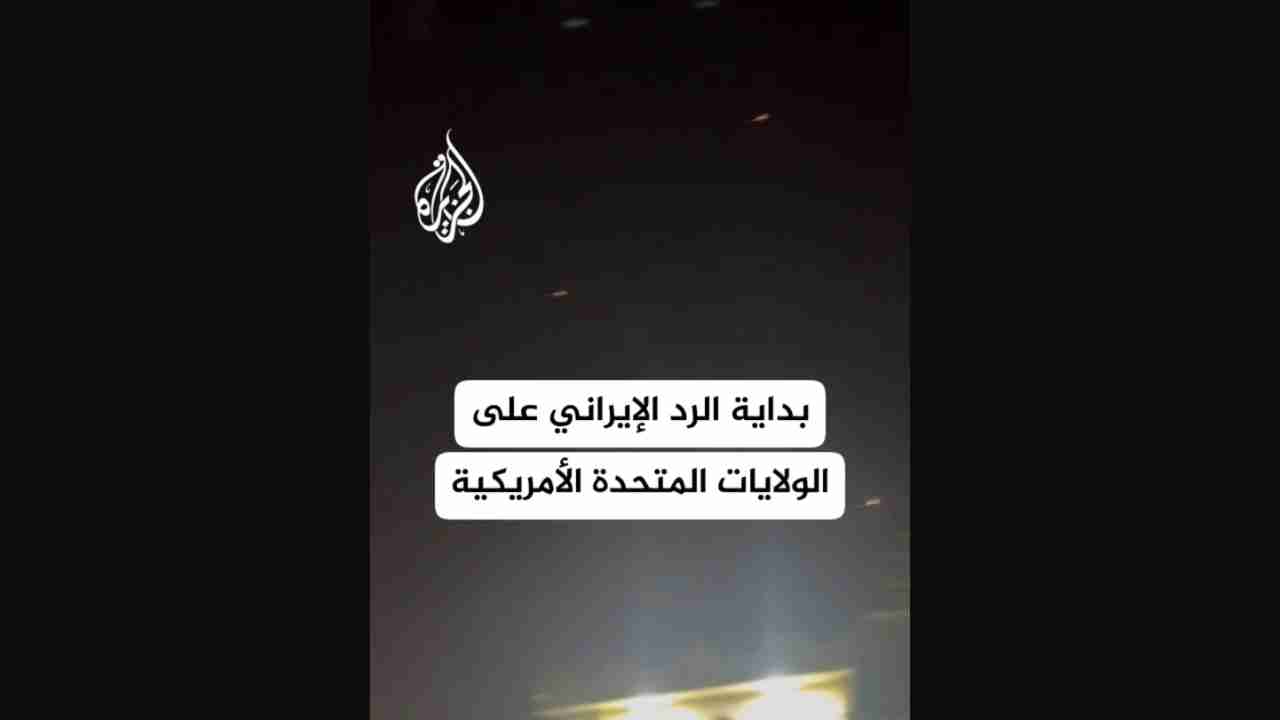 الجزيرة
بداية الرد الإيراني على
الولايات المتحدة الأمريكية